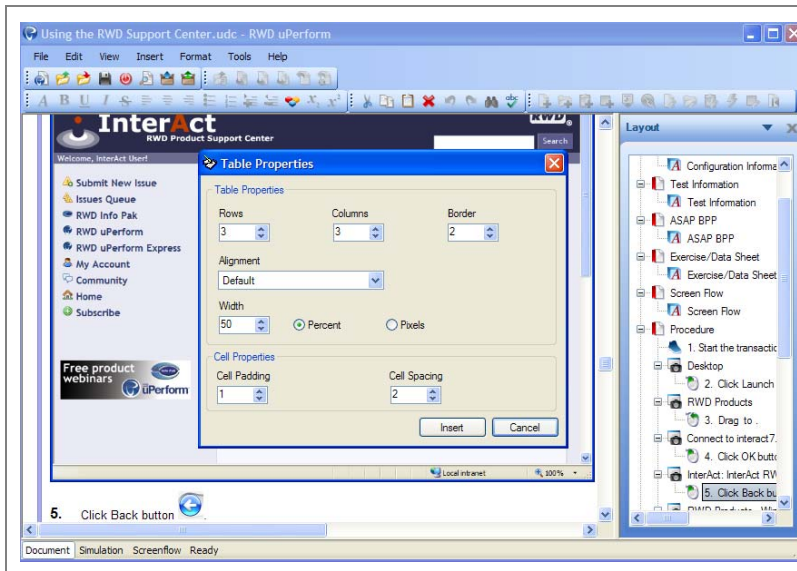 Using the RWD Support Center.udc - RWD uPerform
File Edit View Insert Format Tools Help
A B I
InterAct
RWD Product Support Center
RWD®
Search
Welcome, InterAct User!
Submit New Issue
Issues Queue
RWD Info Pak
RWD uPerform
RWD uPerform Express
My Account
Community
Home
Subscribe
Free product
webinars
uPerform
Table Properties
Table Properties
Rows Columns Border
3 3 2
Alignment
Default
Width
50 Percent Pixels
Cell Properties
Cell Padding Cell Spacing
1 2
Insert Cancel
Local intranet 100%
5. Click Back button .
Document Simulation Screenflow Ready
Layout
Configuration Informa
Test Information
Test Information
ASAP BPP
ASAP BPP
Exercise/Data Sheet
Exercise/Data Sheet
Screen Flow
Screen Flow
Procedure
1. Start the transactic
Desktop
2. Click Launch
RWD Products
3. Drag to .
Connect to interact7.
4. Click OK butto
InterAct: InterAct RW
5. Click Back bu